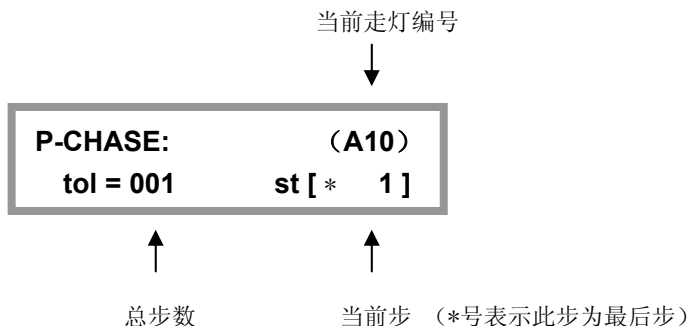 当前走灯编号
P-CHASE: （A10）
tol = 001 st [ * 1 ]
总步数 当前步 （*号表示此步为最后步）